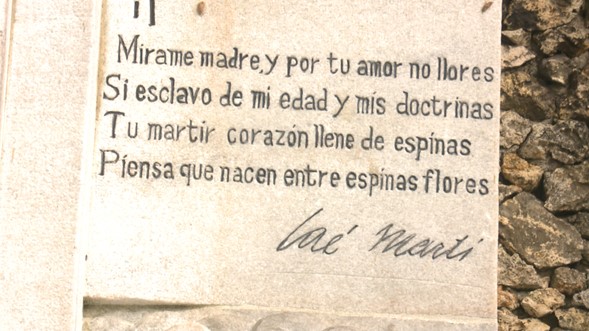 Mirame madre, y por tu amor no llores
Si esclavo de mi edad y mis doctrinas
Tu martir corazón llene de espinas
Piensa que nacen entre espinas flores
José Marti